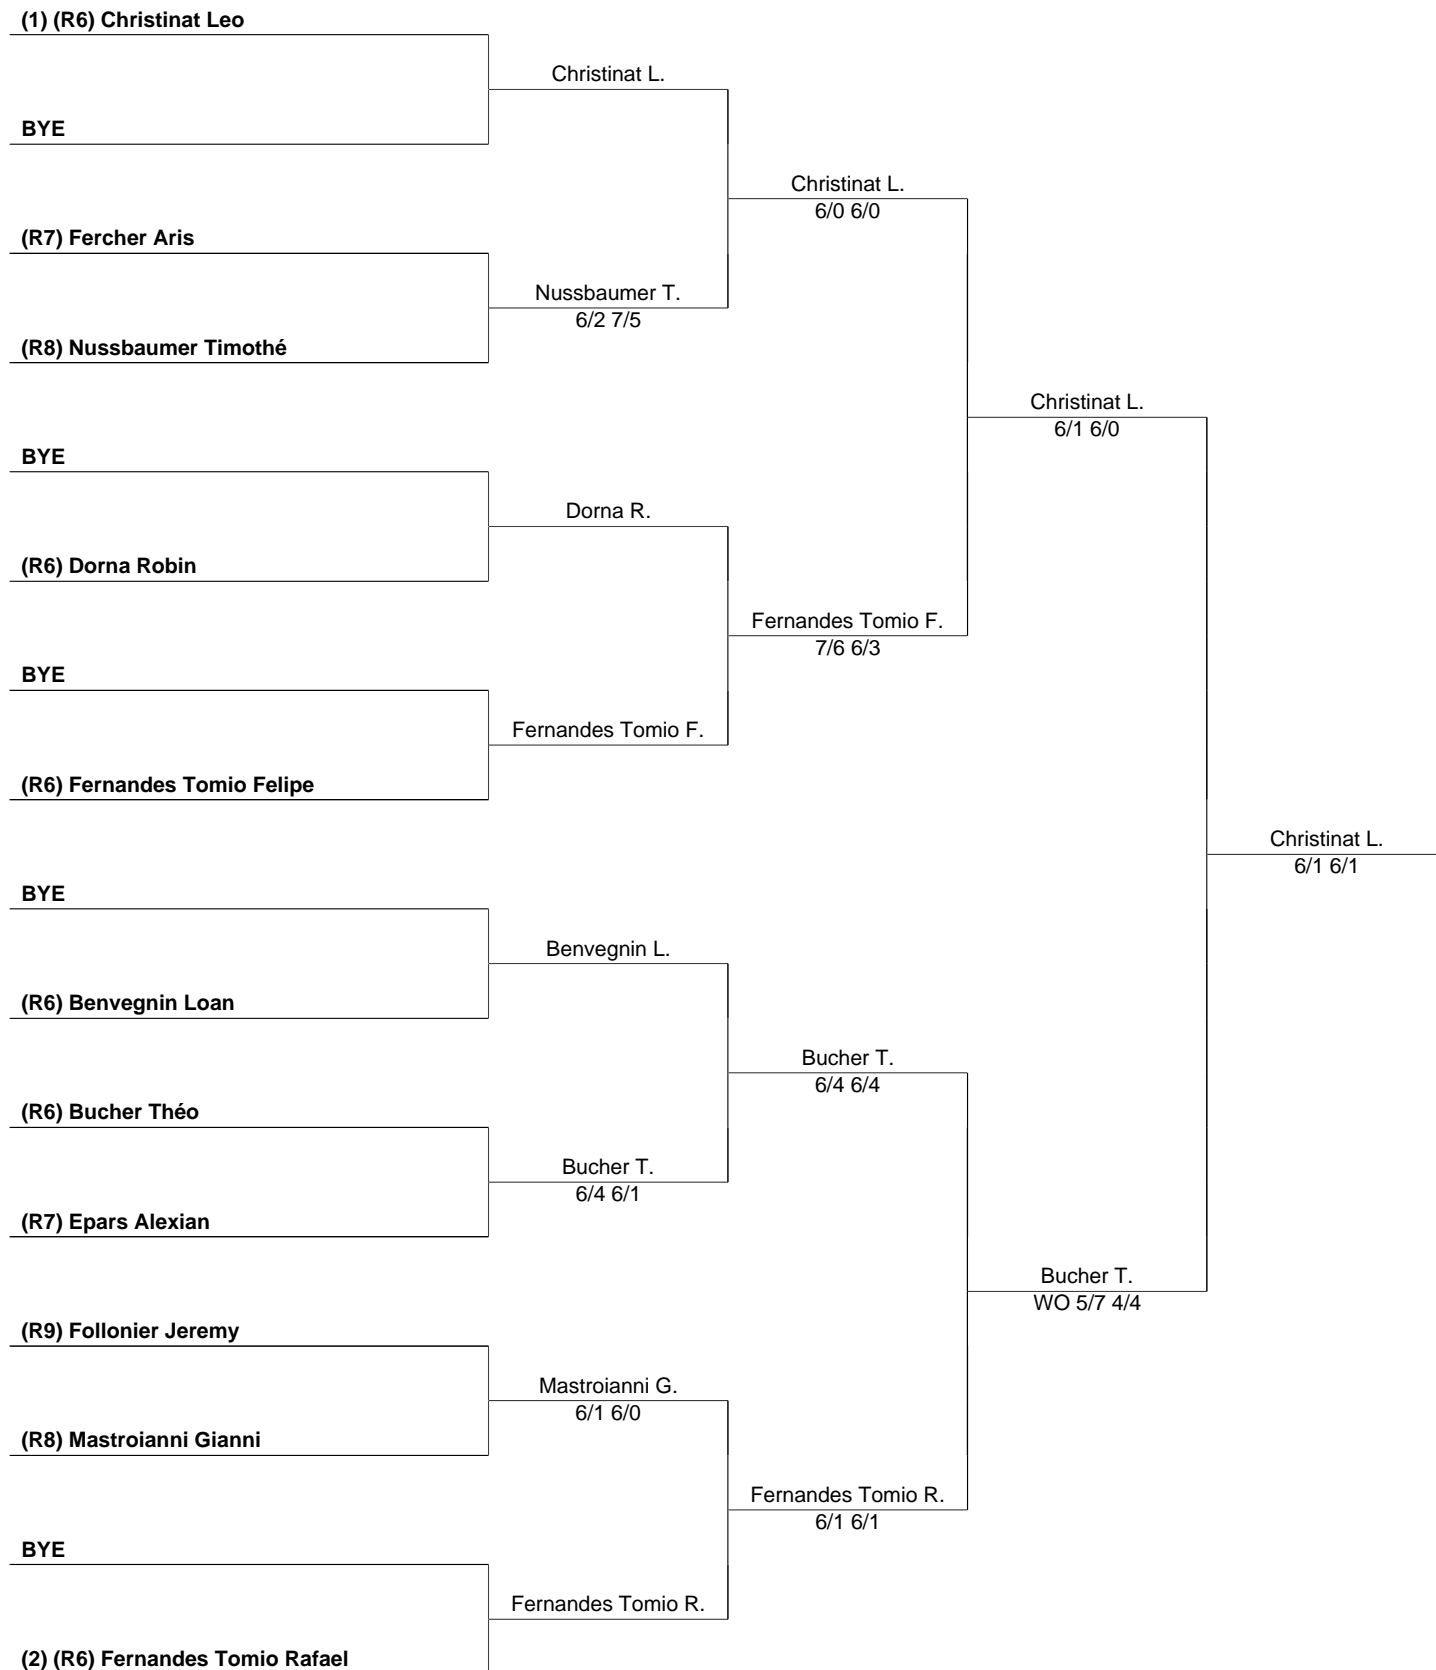 (1) (R6) Christinat Leo
Christinat L.
BYE
Christinat L.
6/0 6/0
(R7) Fercher Aris
Nussbaumer T.
6/2 7/5
(R8) Nussbaumer Timothé
Christinat L.
6/1 6/0
BYE
Dorna R.
(R6) Dorna Robin
Fernandes Tomio F.
7/6 6/3
BYE
Fernandes Tomio F.
(R6) Fernandes Tomio Felipe
Christinat L.
6/1 6/1
BYE
Benvegnin L.
(R6) Benvegnin Loan
Bucher T.
6/4 6/4
(R6) Bucher Théo
Bucher T.
6/4 6/1
(R7) Epars Alexian
Bucher T.
WO 5/7 4/4
(R9) Follonier Jeremy
Mastroianni G.
6/1 6/0
(R8) Mastroianni Gianni
Fernandes Tomio R.
6/1 6/1
BYE
Fernandes Tomio R.
(2) (R6) Fernandes Tomio Rafael